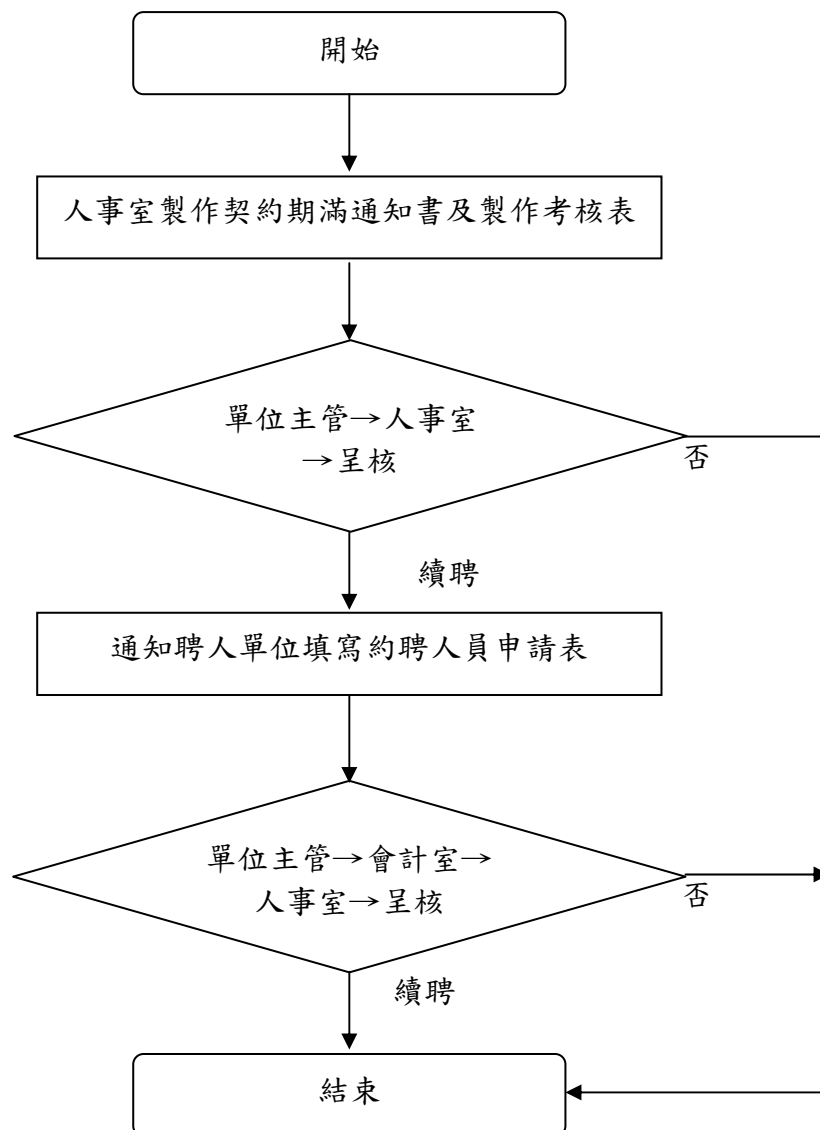 開始
人事室製作契約期滿通知書及製作考核表
單位主管→人事室
→呈核
否
續聘
通知聘人單位填寫約聘人員申請表
單位主管→會計室→
人事室→呈核
否
續聘
結束